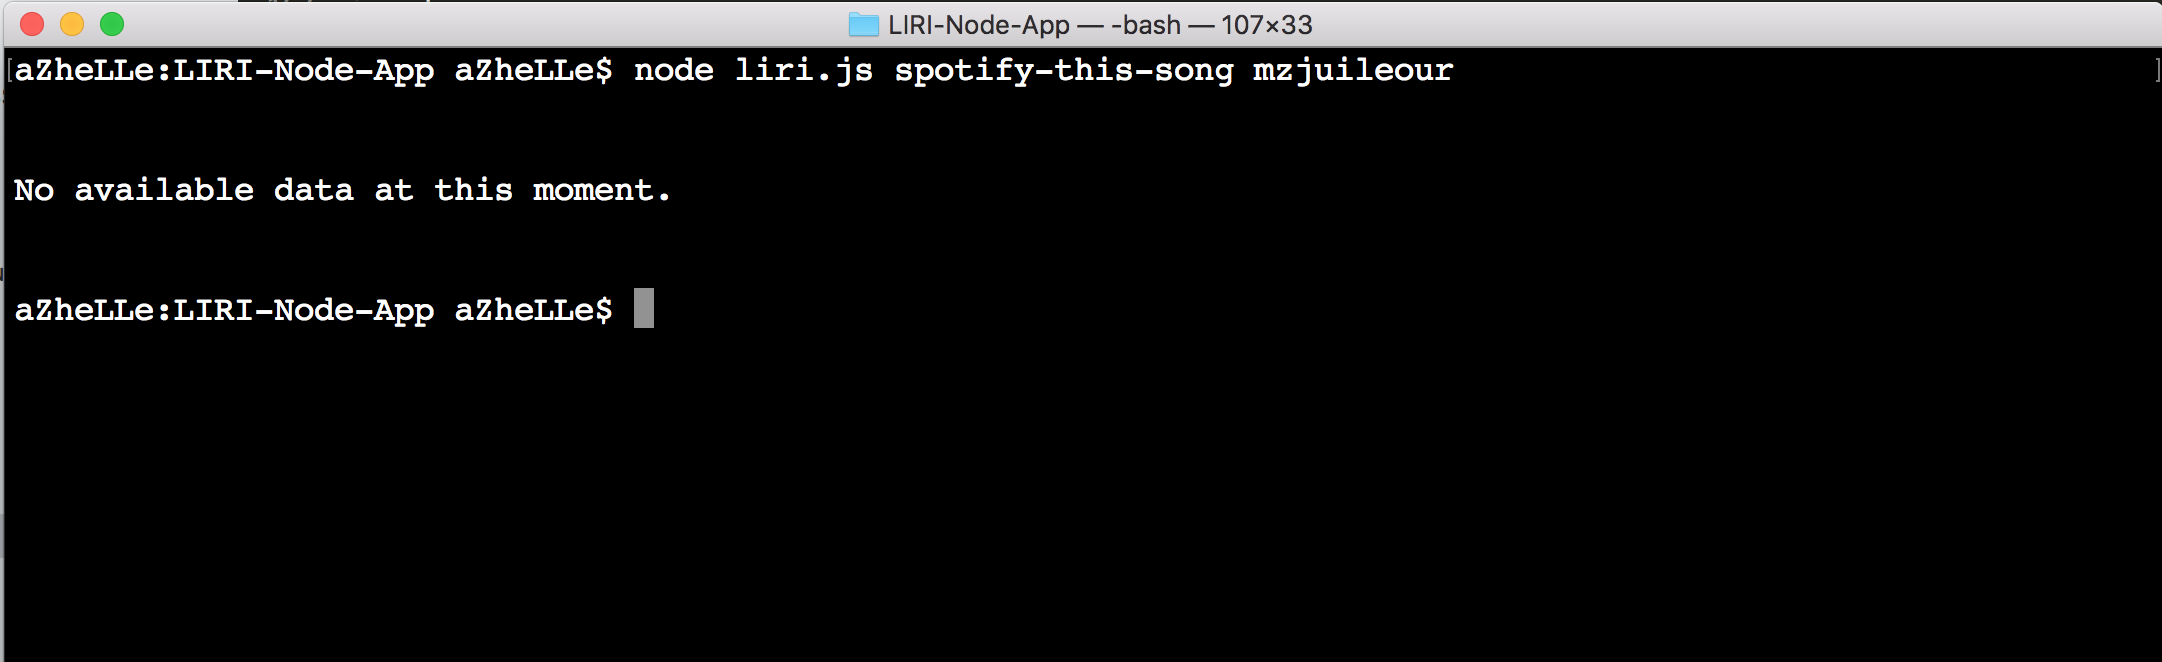 LIRI-Node-App — -bash — 107×33
[aZheLLe:LIRI-Node-App aZheLLe$ node liri.js spotify-this-song mzjuileour ]
No available data at this moment.
aZheLLe:LIRI-Node-App aZheLLe$